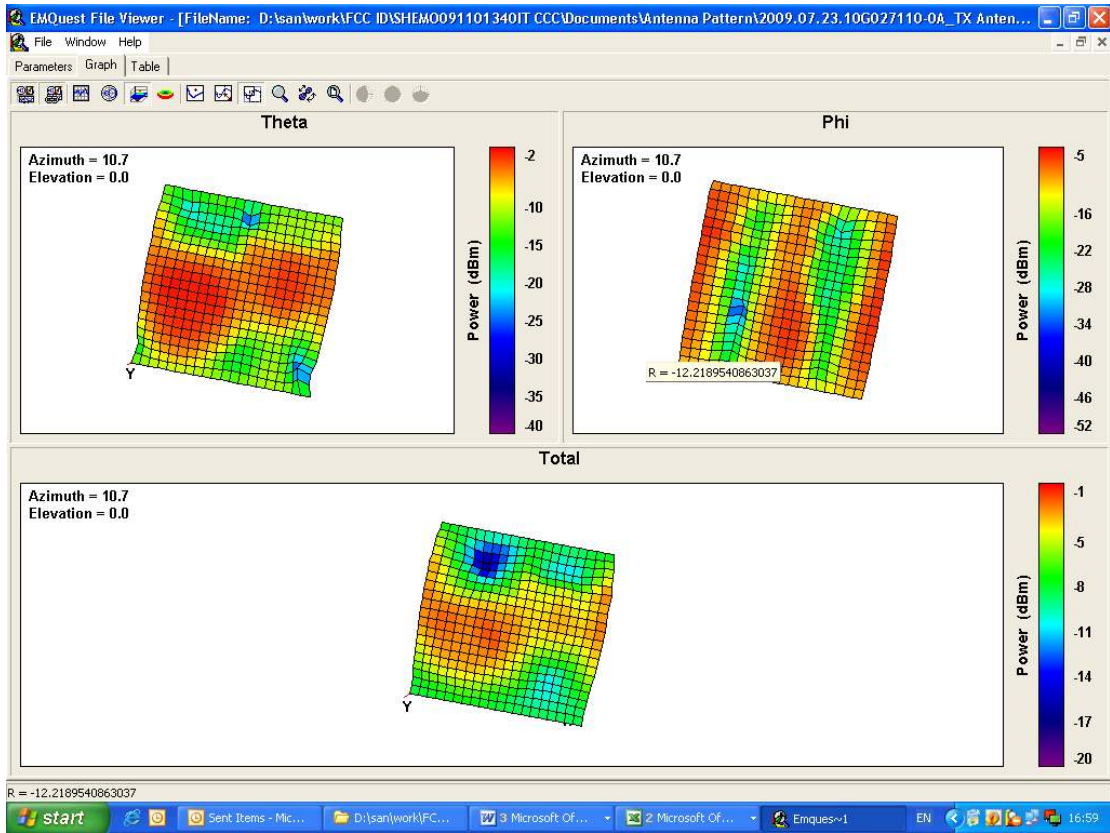 EMQuest File Viewer - [FileName: D:\san\work\FCC ID\SHEMO091101340IT CCC\Documents\Antenna Pattern\2009.07.23.10G027110-0A_TX Anten...
File Window Help
Parameters Graph Table
Theta
Azimuth = 10.7
Elevation = 0.0
Y
-2
-10
-15
-20
-25
-30
-35
-40
Power (dBm)
Phi
Azimuth = 10.7
Elevation = 0.0
R = -12.2189540863037
-5
-16
-22
-28
-34
-40
-46
-52
Power (dBm)
Total
Azimuth = 10.7
Elevation = 0.0
Y
-1
-5
-8
-11
-14
-17
-20
Power (dBm)
R = -12.2189540863037
start
Sent Items - Mic...
D:\san\work\FC...
3 Microsoft Of...
2 Microsoft Of...
Emques~1
EN
16:59